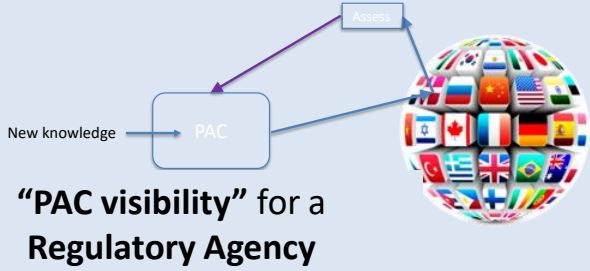 Assess
New knowledge
PAC
“PAC visibility” for a
Regulatory Agency